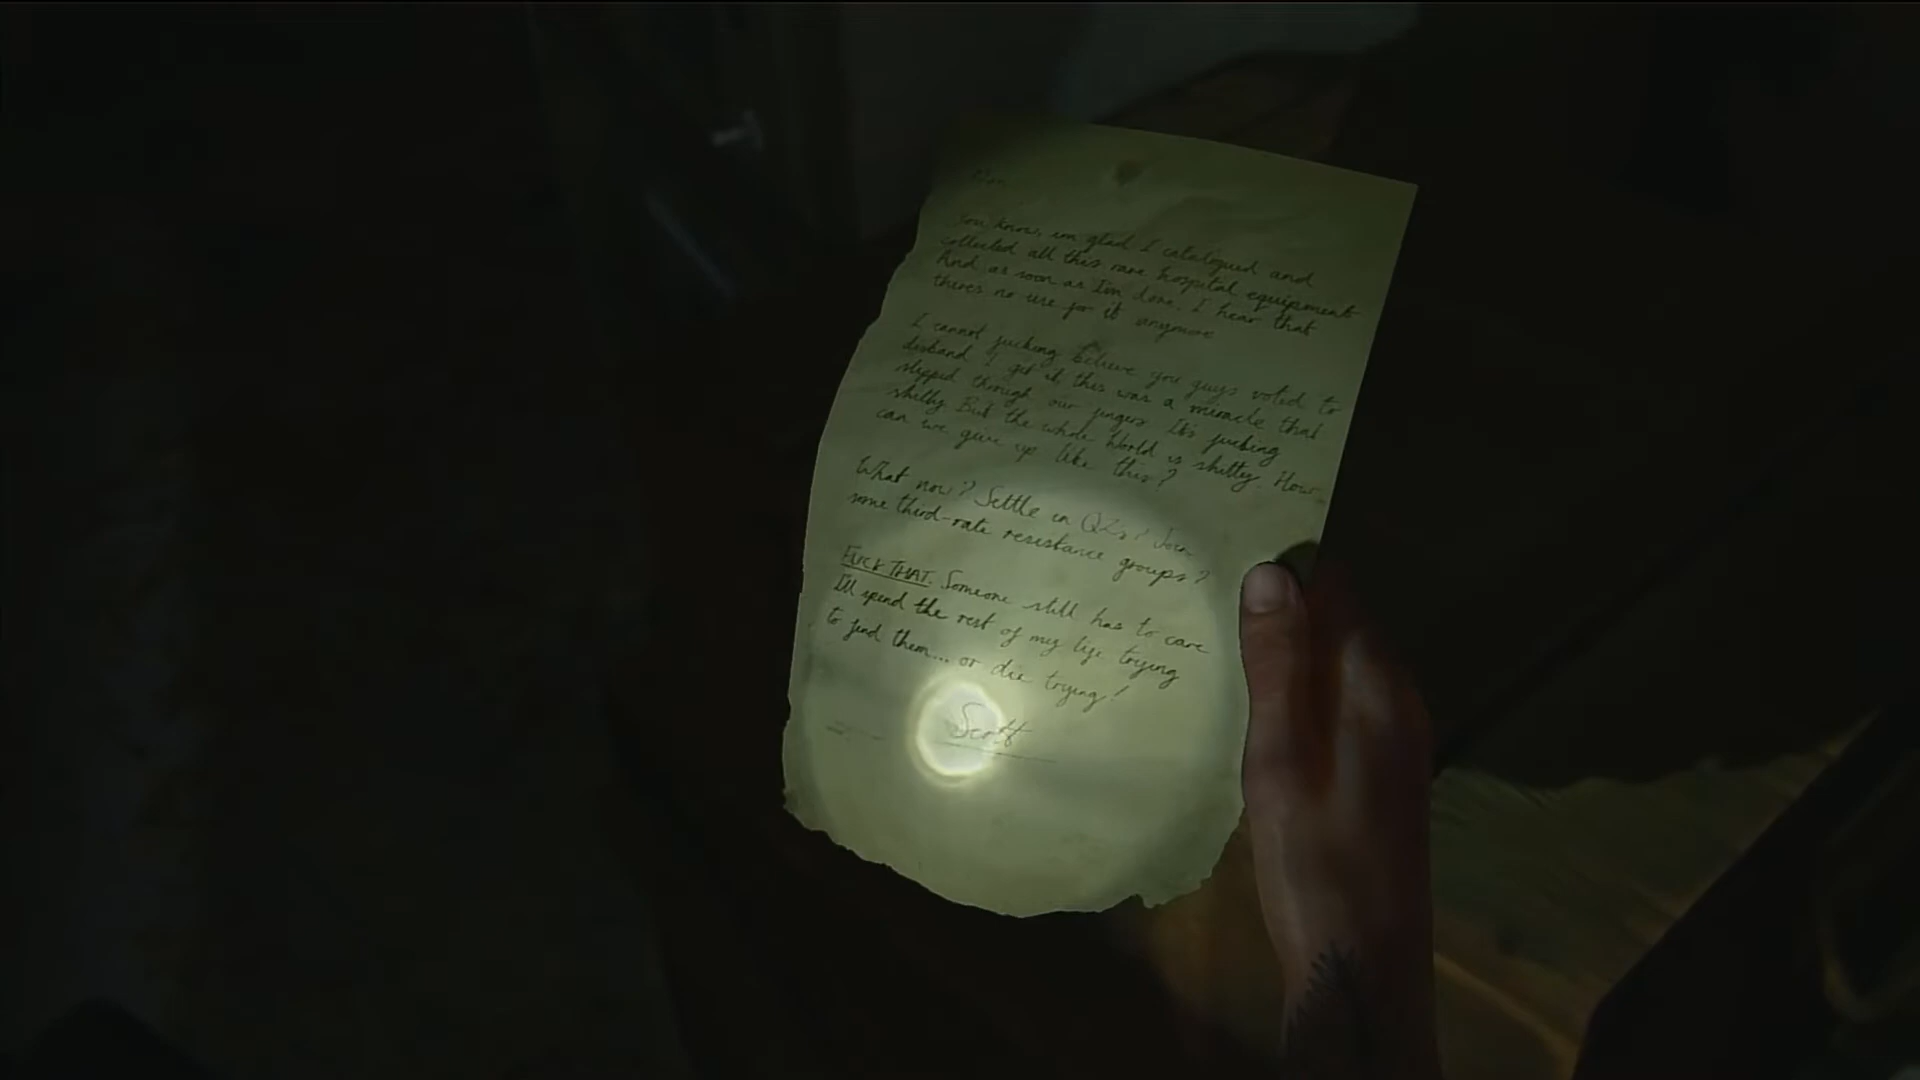 You know, im glad I catalogued and
collected all this rare hospital equipment
And as soon as I'm done, I hear that
theres no use for it anymore
I cannot fucking believe you guys voted to
disband. I get it, this was a miracle that
slipped through our fingers. It's fucking
shitty. But the whole World is shitty. How
can we give up like this?
What now? Settle in QZ's? Join
some third-rate resistance groups?
FUCK THAT. Someone still has to care
I'll spend the rest of my life trying
to find them... or die trying!
Scott